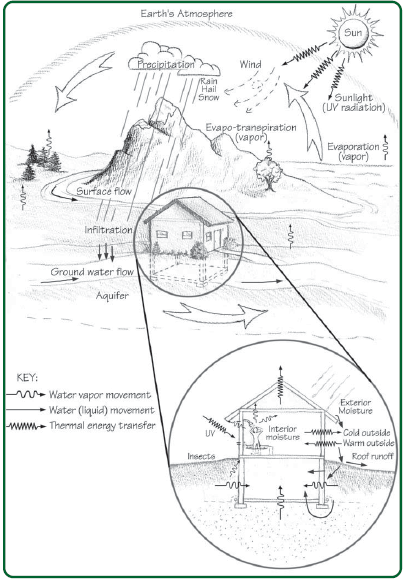 Earth's Atmosphere
Sun
Precipitation
Wind
Rain
Hail
Snow
Sunlight
(UV radiation)
Evapo-transpiration
(vapor)
Evaporation
(vapor)
Surface flow
Infiltration
Ground water flow
Aquifer
KEY:
Water vapor movement
Water (liquid) movement
Thermal energy transfer
Exterior
Moisture
UV
Interior
moisture
Cold outside
Warm outside
Insects
Roof runoff